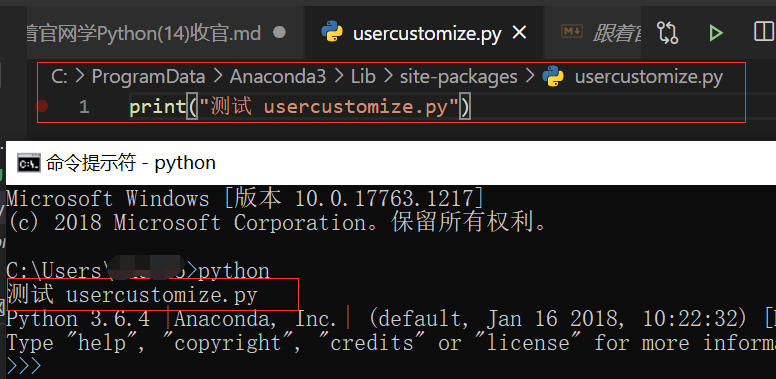 着官网学Python(14)收官.md ● usercustomize.py × 跟着官
C: > ProgramData > Anaconda3 > Lib > site-packages > usercustomize.py
1 print("测试 usercustomize.py")
命令提示符 - python
Microsoft Windows [版本 10.0.17763.1217]
(c) 2018 Microsoft Corporation。保留所有权利。
C:\Users\ >python
测试 usercustomize.py
Python 3.6.4 |Anaconda, Inc.| (default, Jan 16 2018, 10:22:32) [
Type "help", "copyright", "credits" or "license" for more informa
>>>